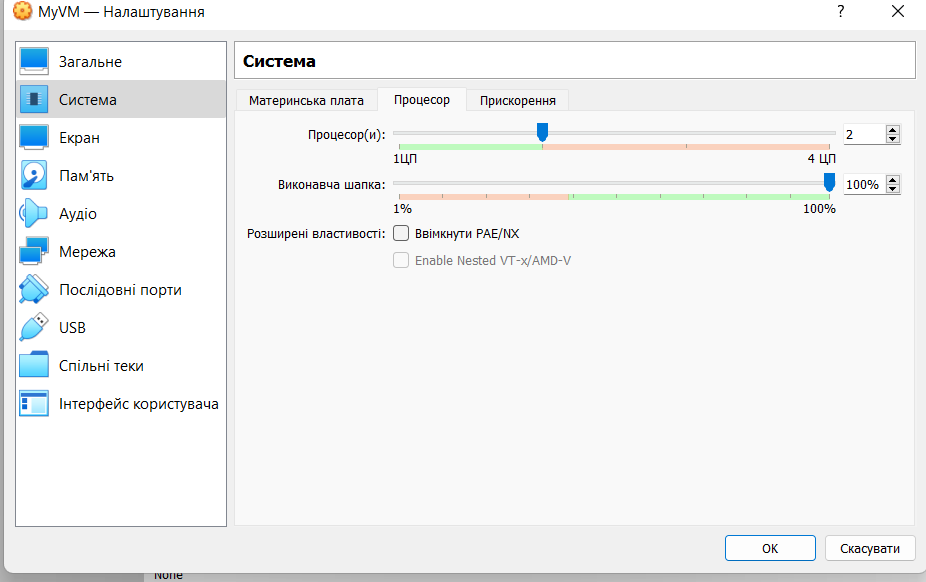 MyVM — Налаштування
?
Загальне
Система
Екран
Пам'ять
Аудіо
Мережа
Послідовні порти
USB
Спільні теки
Інтерфейс користувача
Система
Материнська плата
Процесор
Прискорення
Процесор(и):
2
1ЦП
4 ЦП
Виконавча шапка:
100%
1%
100%
Розширені властивості:
Ввімкнути PAE/NX
Enable Nested VT-x/AMD-V
OK
Скасувати
None